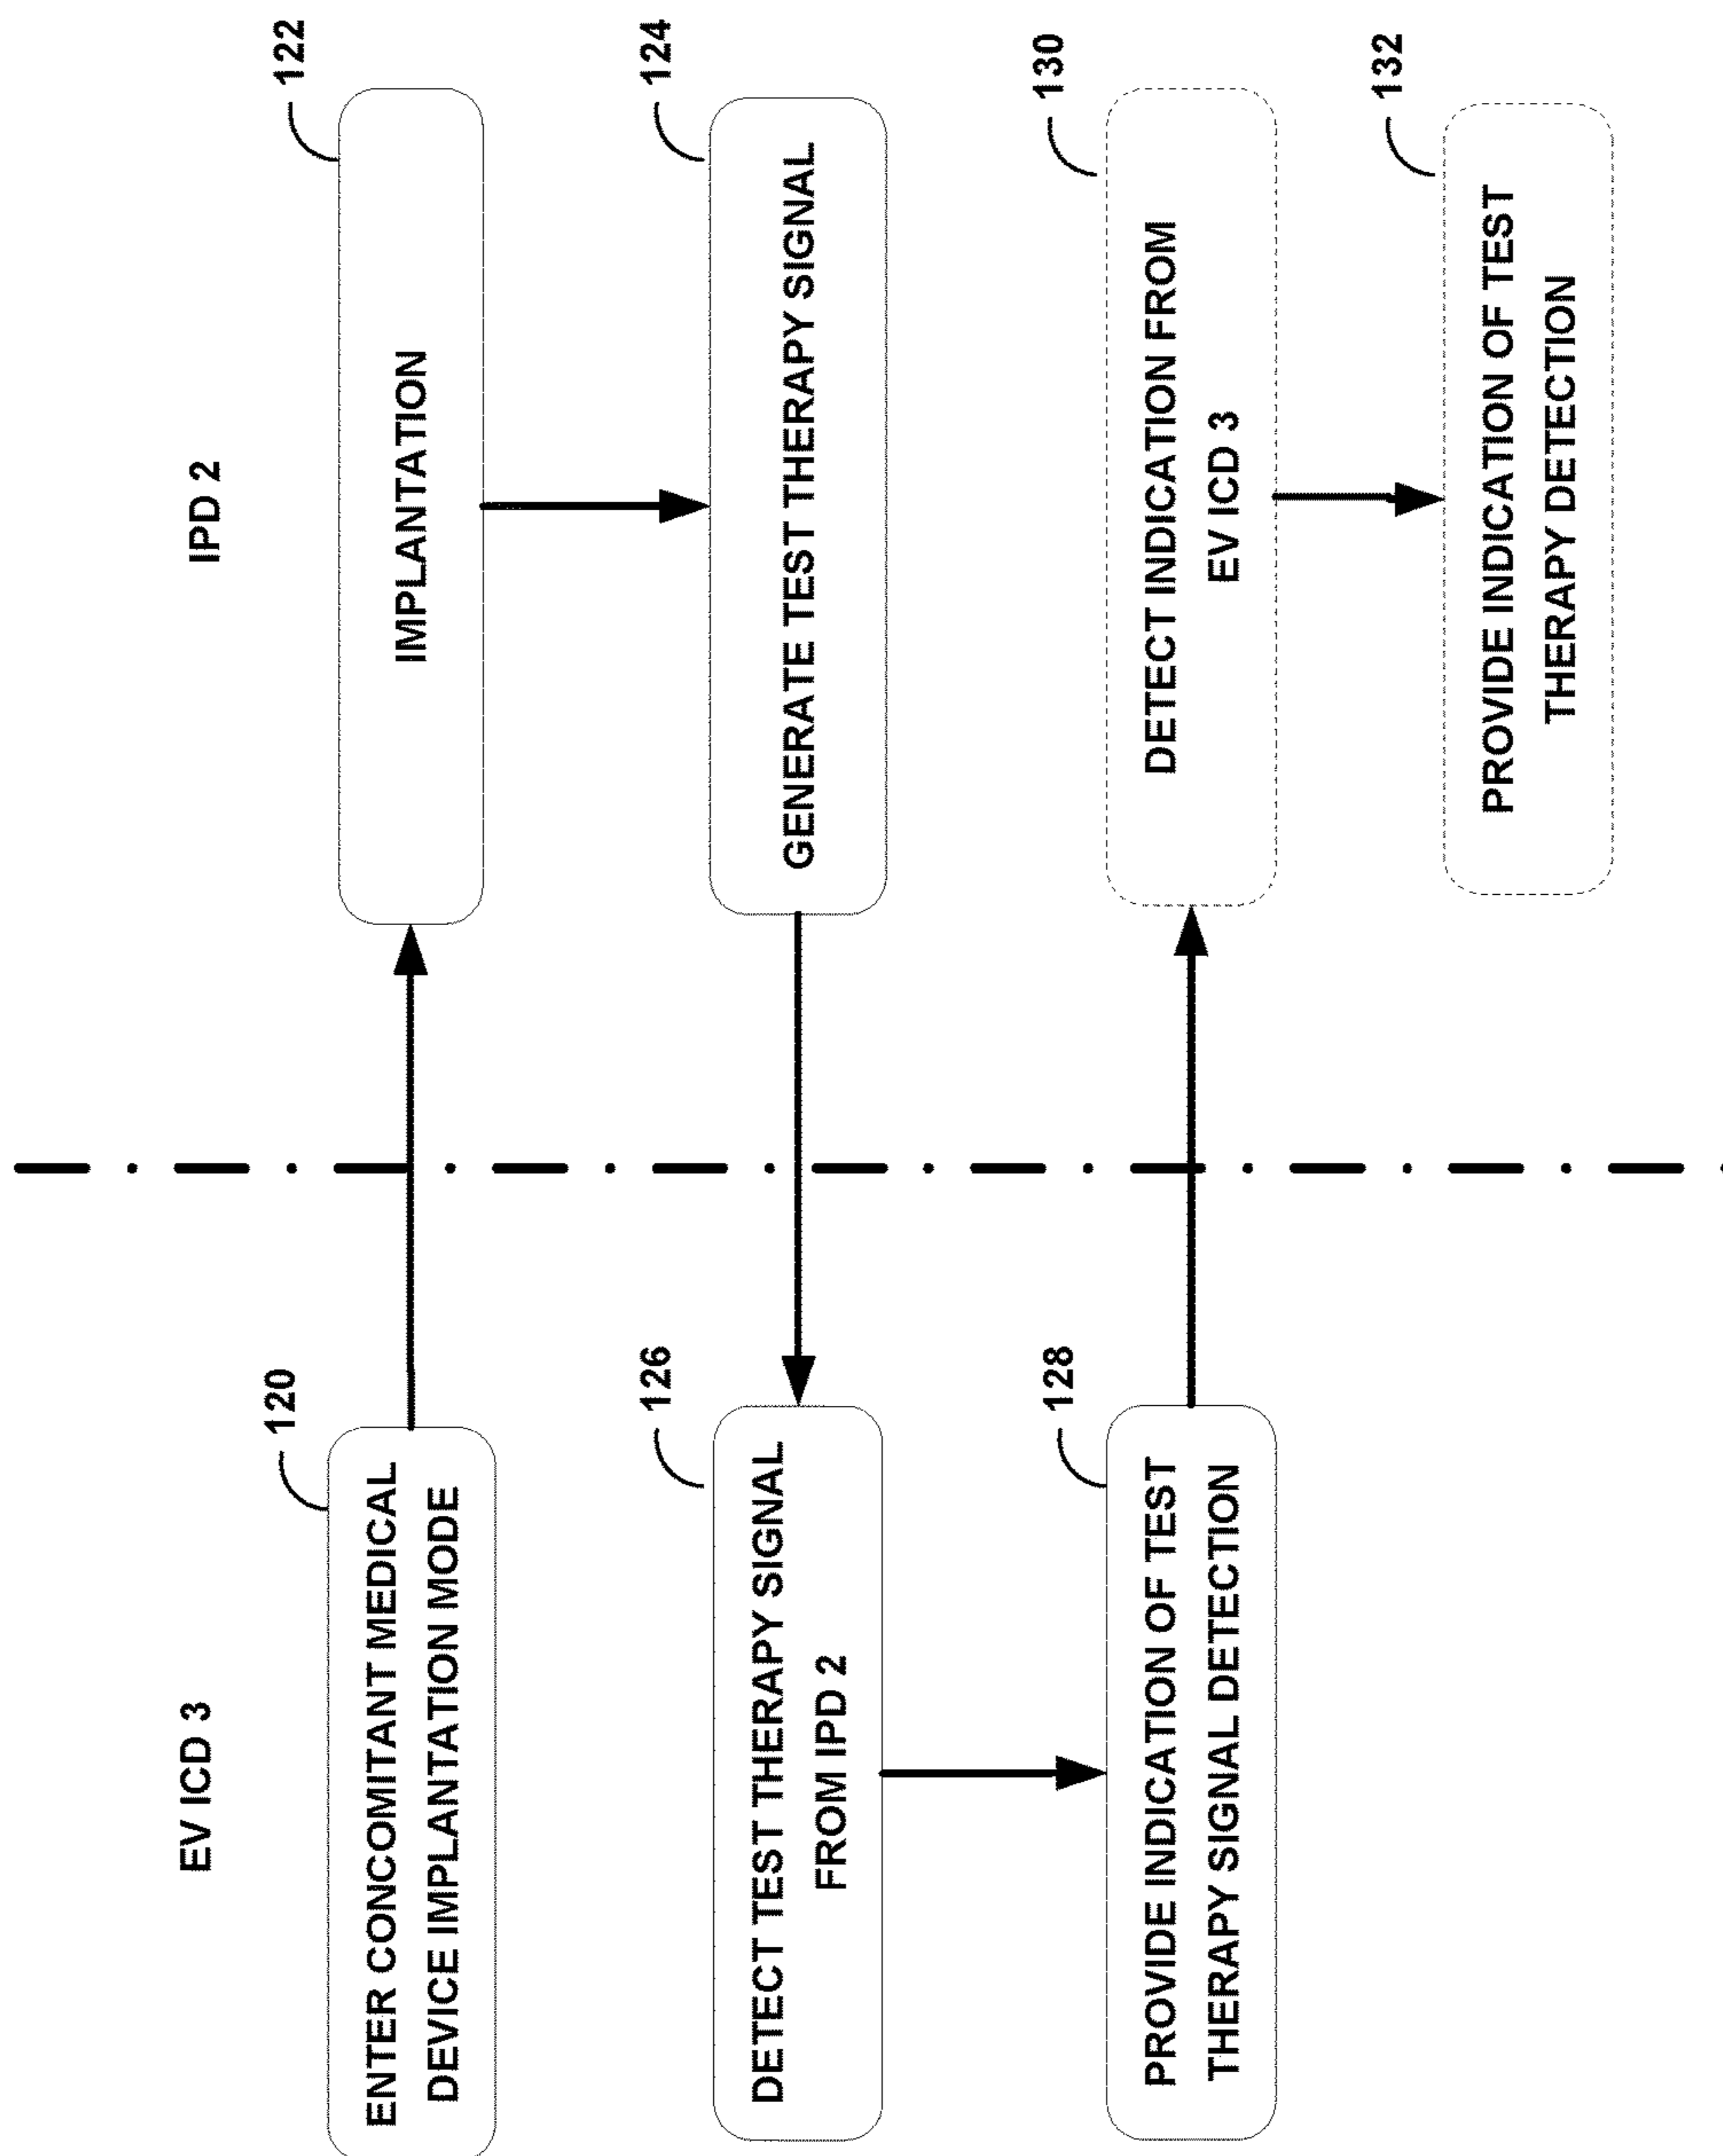 EV ICD 3
IPD 2
120
ENTER CONCOMITANT MEDICAL
DEVICE IMPLANTATION MODE
122
IMPLANTATION
124
GENERATE TEST THERAPY SIGNAL
126
DETECT TEST THERAPY SIGNAL
FROM IPD 2
128
PROVIDE INDICATION OF TEST
THERAPY SIGNAL DETECTION
130
DETECT INDICATION FROM
EV ICD 3
132
PROVIDE INDICATION OF TEST
THERAPY DETECTION